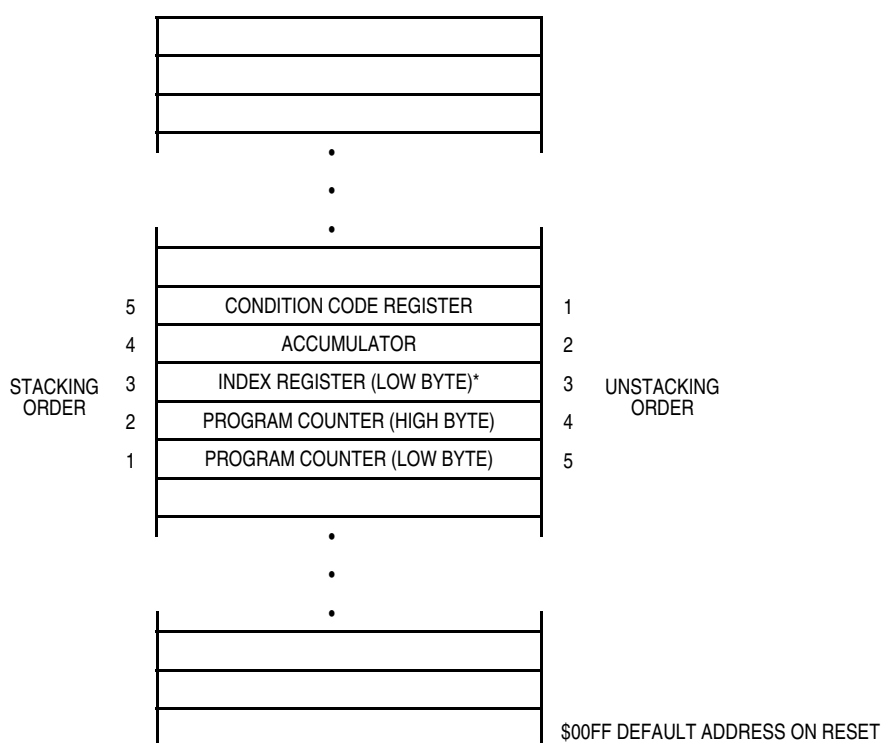 5 CONDITION CODE REGISTER 1
4 ACCUMULATOR 2
STACKING ORDER
3 INDEX REGISTER (LOW BYTE)* 3
UNSTACKING ORDER
2 PROGRAM COUNTER (HIGH BYTE) 4
1 PROGRAM COUNTER (LOW BYTE) 5
$00FF DEFAULT ADDRESS ON RESET